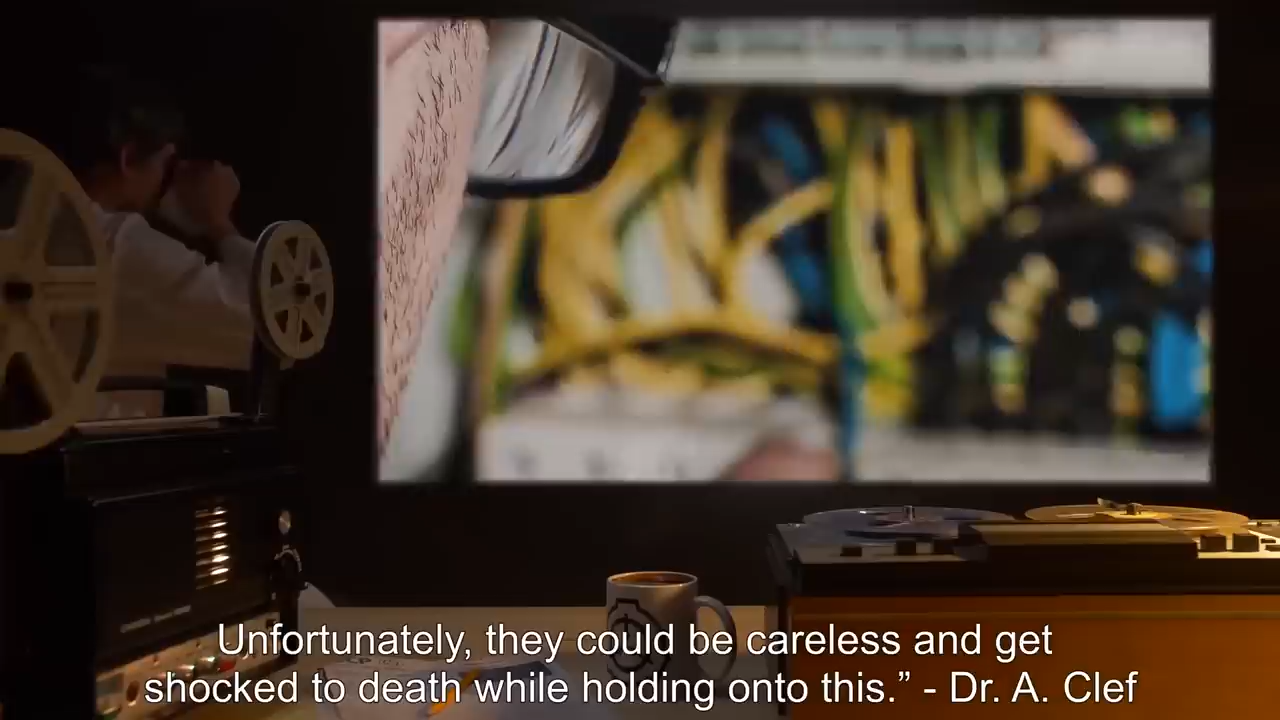 Unfortunately, they could be careless and get
shocked to death while holding onto this.” - Dr. A. Clef